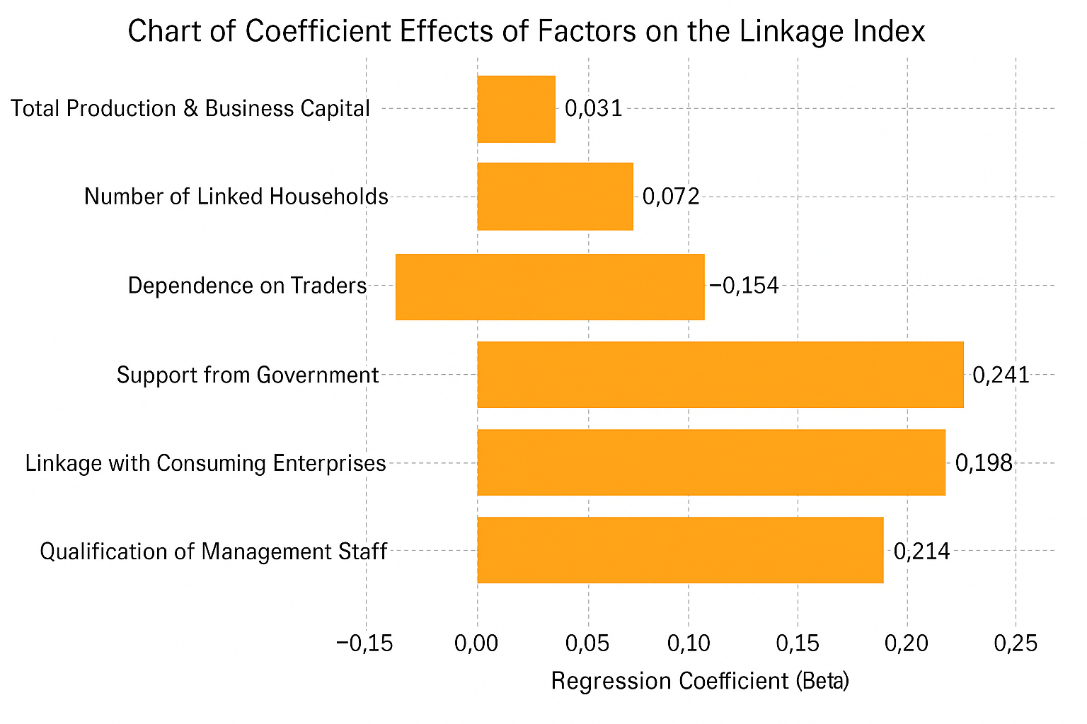 Chart of Coefficient Effects of Factors on the Linkage Index
Total Production & Business Capital
0,031
Number of Linked Households
0,072
Dependence on Traders
−0,154
Support from Government
0,241
Linkage with Consuming Enterprises
0,198
Qualification of Management Staff
0,214
−0,15 0,00 0,05 0,10 0,15 0,20 0,25
Regression Coefficient (Beta)